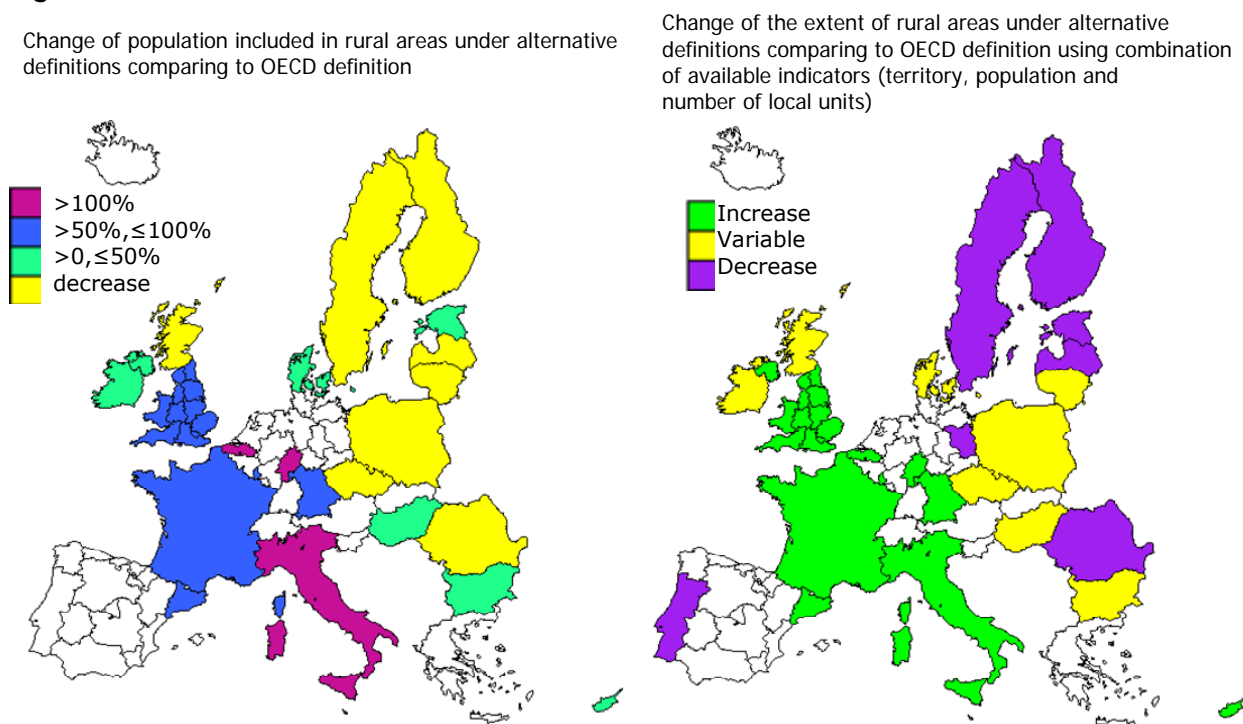 Change of population included in rural areas under alternative
definitions comparing to OECD definition
>100%
>50%,≤100%
>0,≤50%
decrease
Change of the extent of rural areas under alternative
definitions comparing to OECD definition using combination
of available indicators (territory, population and
number of local units)
Increase
Variable
Decrease